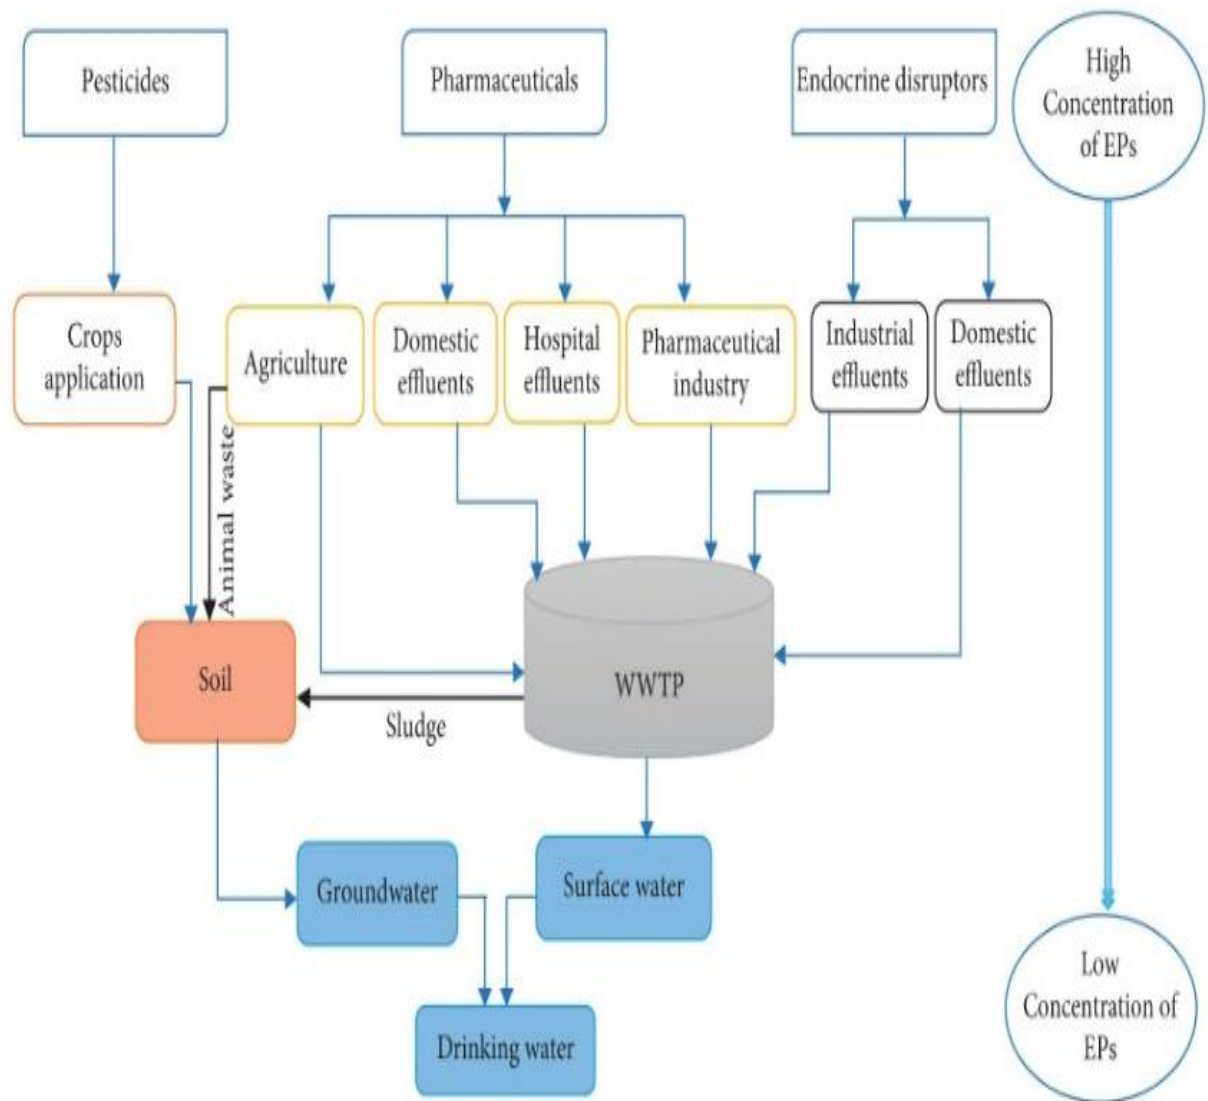 Pesticides
Pharmaceuticals
Endocrine disruptors
High
Concentration
of EPs
Crops
application
Agriculture
Domestic
effluents
Hospital
effluents
Pharmaceutical
industry
Industrial
effluents
Domestic
effluents
Animal waste
Soil
WWTP
Sludge
Groundwater
Surface water
Drinking water
Low
Concentration of
EPs